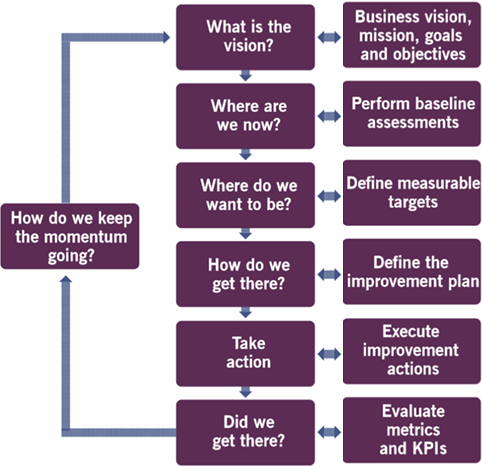 What is the
vision?
Business vision,
mission, goals
and objectives
Where are
we now?
Perform baseline
assessments
Where do we
want to be?
Define measurable
targets
How do we keep
the momentum
going?
How do we
get there?
Define the
improvement plan
Take
action
Execute
improvement
actions
Did we
get there?
Evaluate
metrics
and KPIs